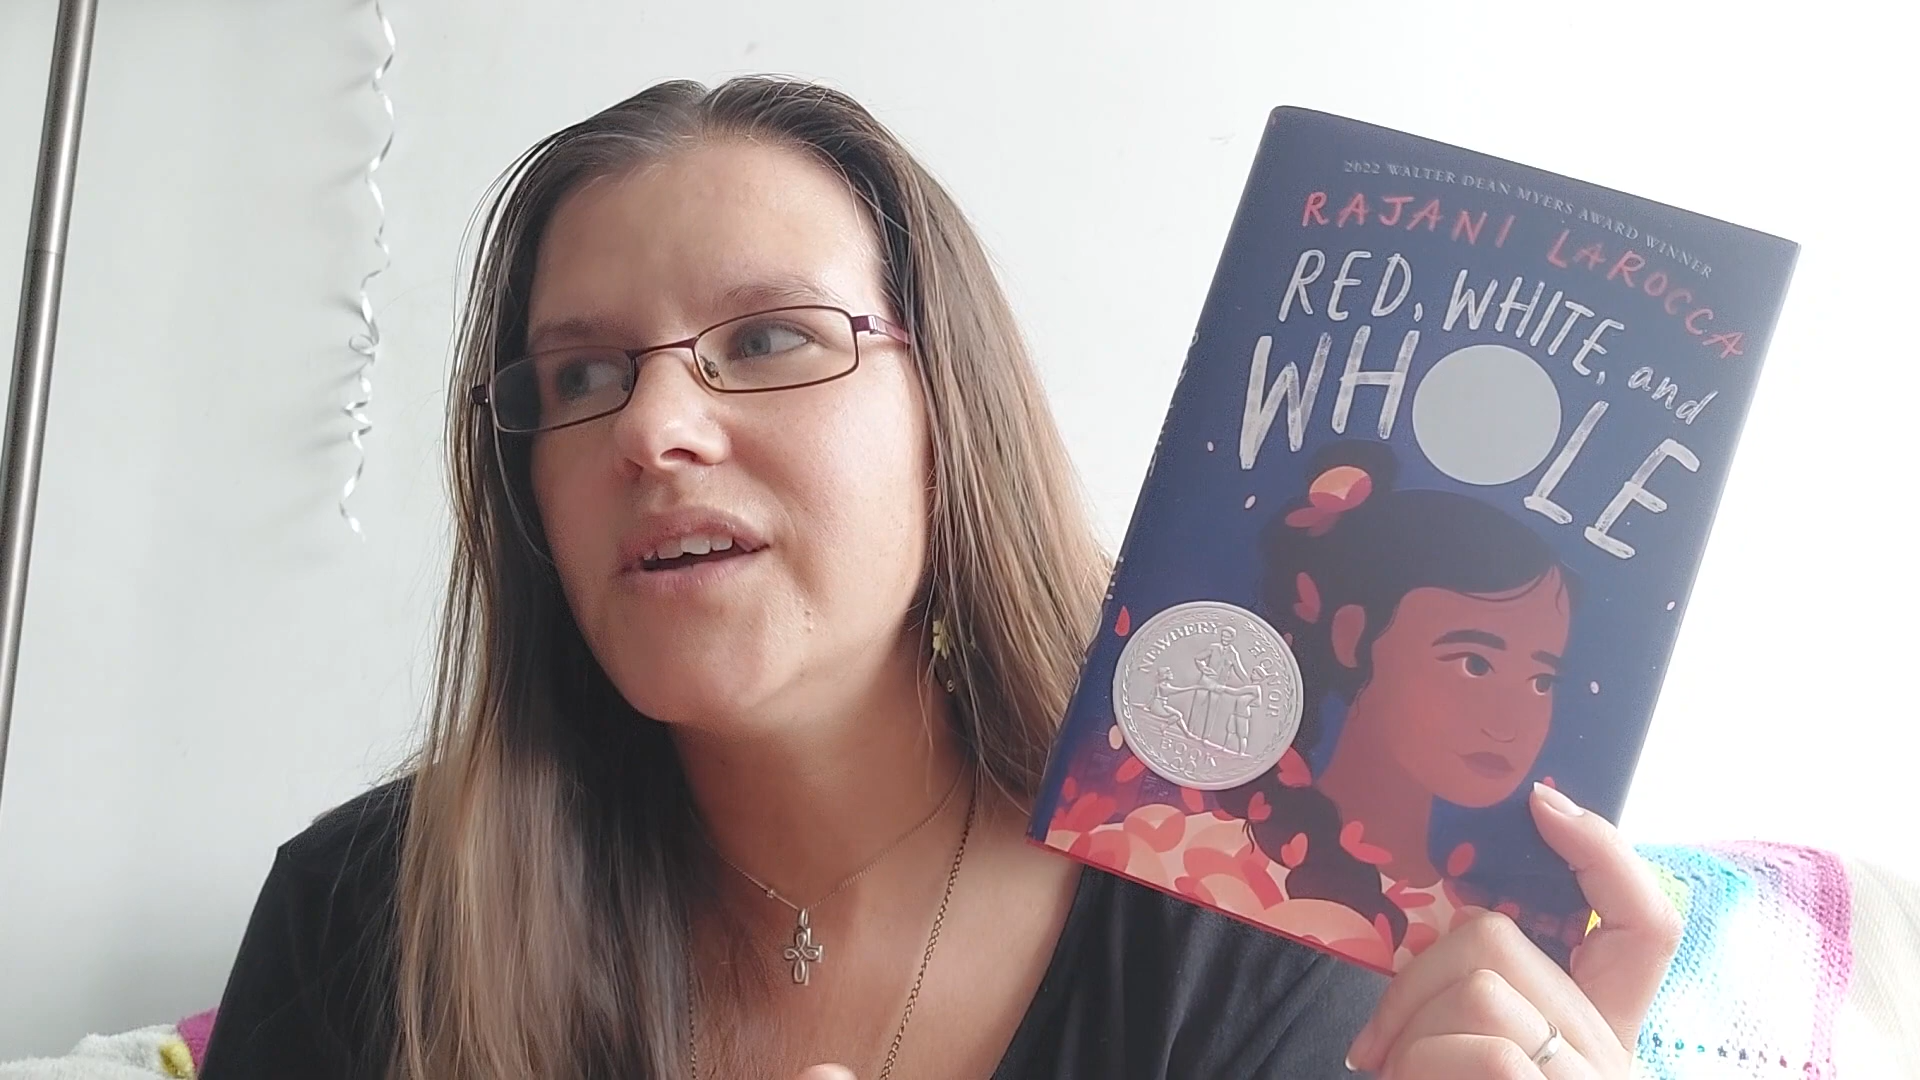 2022 WALTER DEAN MYERS AWARD WINNER
RAJANI LAROCCA
RED, WHITE, and
WHOLE
NEWBERY HONOR
BOOK